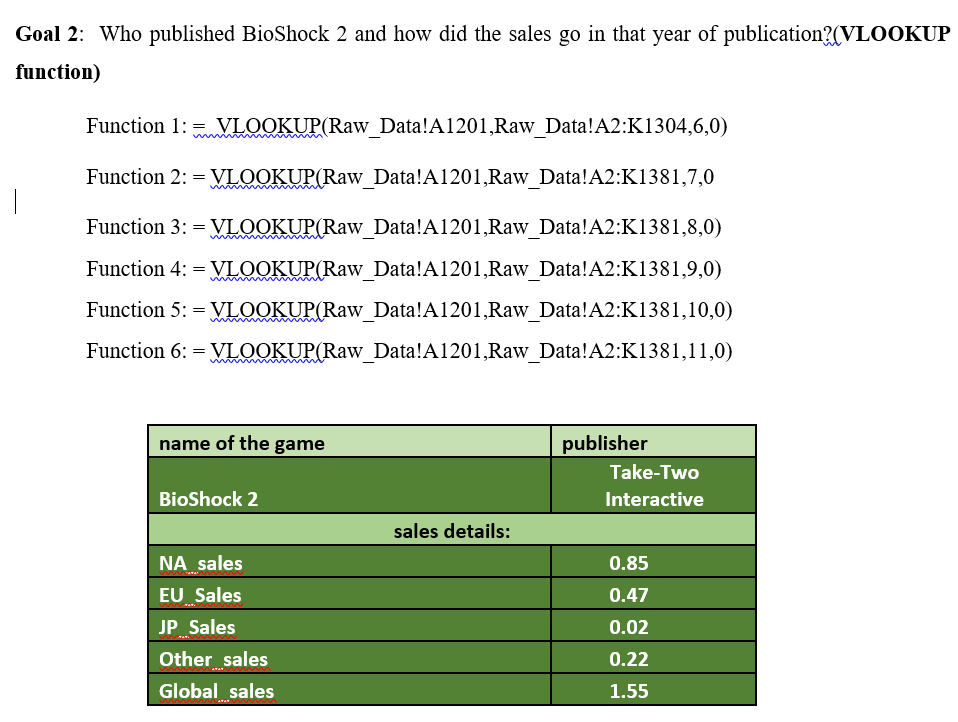 Goal 2: Who published BioShock 2 and how did the sales go in that year of publication?(VLOOKUP
function)
Function 1: = VLOOKUP(Raw_Data!A1201,Raw_Data!A2:K1304,6,0)
Function 2: = VLOOKUP(Raw_Data!A1201,Raw_Data!A2:K1381,7,0
Function 3: = VLOOKUP(Raw_Data!A1201,Raw_Data!A2:K1381,8,0)
Function 4: = VLOOKUP(Raw_Data!A1201,Raw_Data!A2:K1381,9,0)
Function 5: = VLOOKUP(Raw_Data!A1201,Raw_Data!A2:K1381,10,0)
Function 6: = VLOOKUP(Raw_Data!A1201,Raw_Data!A2:K1381,11,0)
name of the game publisher
Take-Two
BioShock 2 Interactive
sales details:
NA_sales 0.85
EU_Sales 0.47
JP_Sales 0.02
Other_sales 0.22
Global_sales 1.55